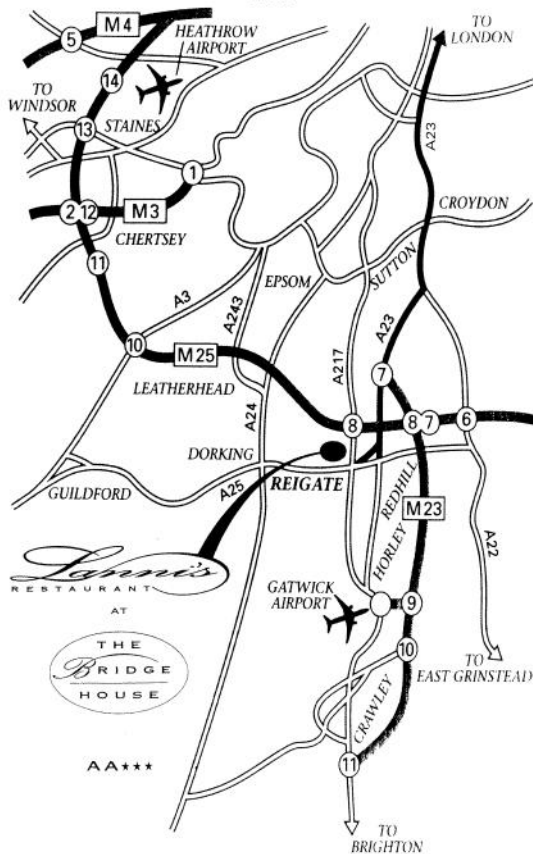 TO
LONDON
M4
5
HEATHROW
AIRPORT
14
TO
WINDSOR
13
STAINES
A23
1
CROYDON
2
12
M3
CHERTSEY
SUTTON
11
EPSOM
A3
A243
A23
10
M25
A217
7
LEATHERHEAD
A24
8
8
7
6
DORKING
REIGATE
REDHILL
GUILDFORD
A25
M23
A22
HORLEY
Lanni's
RESTAURANT
AT
THE
BRIDGE
HOUSE
AA★★★
GATWICK
AIRPORT
9
10
TO
EAST GRINSTEAD
CRAWLEY
11
TO
BRIGHTON